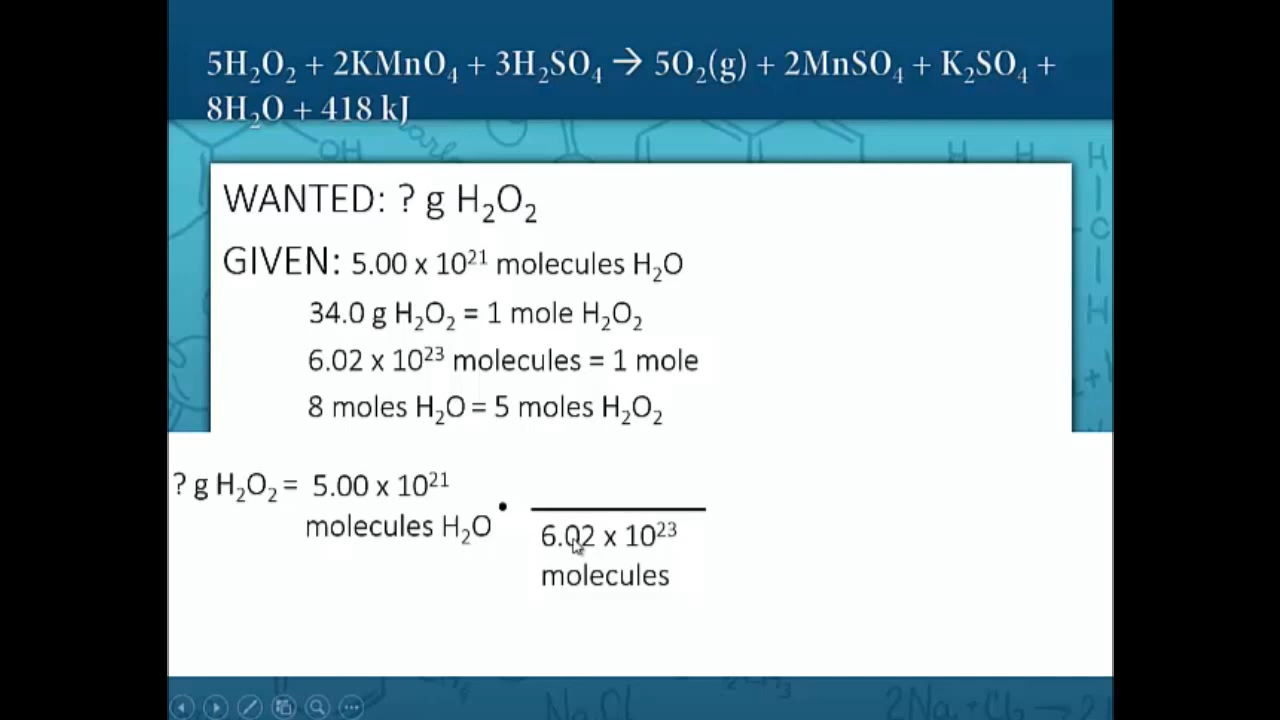 5H₂O₂ + 2KMnO₄ + 3H₂SO₄ → 5O₂(g) + 2MnSO₄ + K₂SO₄ +
8H₂O + 418 kJ
OH
H H H
C
H
WANTED: ? g H₂O₂
GIVEN: 5.00 x 10²¹ molecules H₂O
34.0 g H₂O₂ = 1 mole H₂O₂
6.02 x 10²³ molecules = 1 mole
8 moles H₂O = 5 moles H₂O₂
? g H₂O₂ = 5.00 x 10²¹
molecules H₂O •
6.02 x 10²³
molecules
NaCl